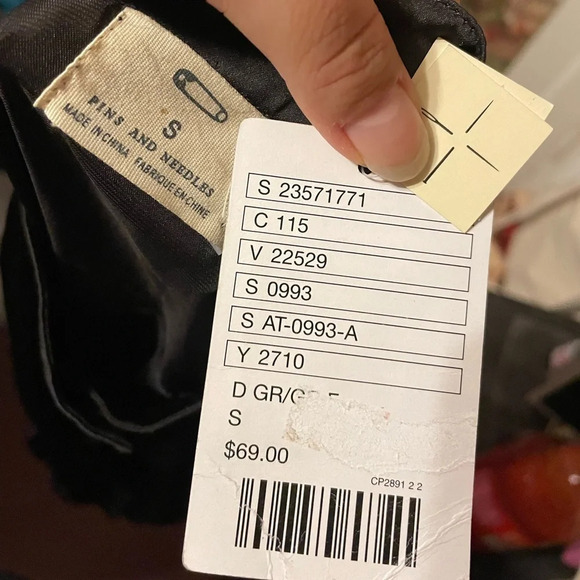 S
PINS AND NEEDLES
MADE IN CHINA FABRIQUE EN CHINE
S 23571771
C 115
V 22529
S 0993
S AT-0993-A
Y 2710
D GR/
S
$69.00
CP2891 2 2